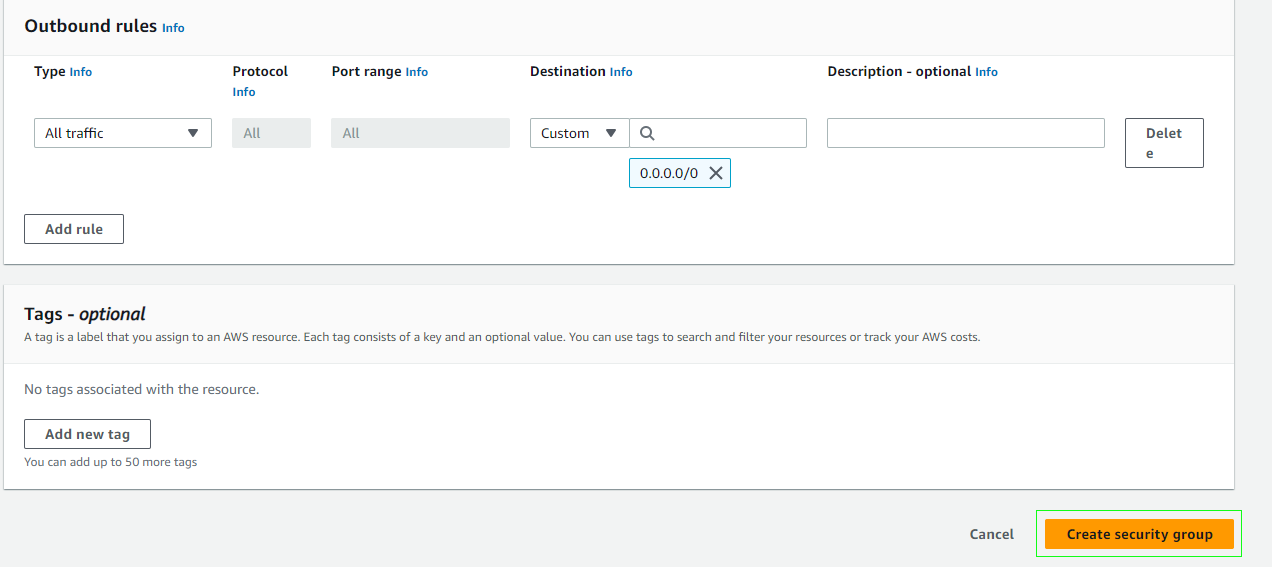 Outbound rules Info
Type Info Protocol Info Port range Info Destination Info Description - optional Info
All traffic All All Custom Delet
e
0.0.0.0/0
Add rule
Tags - optional
A tag is a label that you assign to an AWS resource. Each tag consists of a key and an optional value. You can use tags to search and filter your resources or track your AWS costs.
No tags associated with the resource.
Add new tag
You can add up to 50 more tags
Cancel Create security group